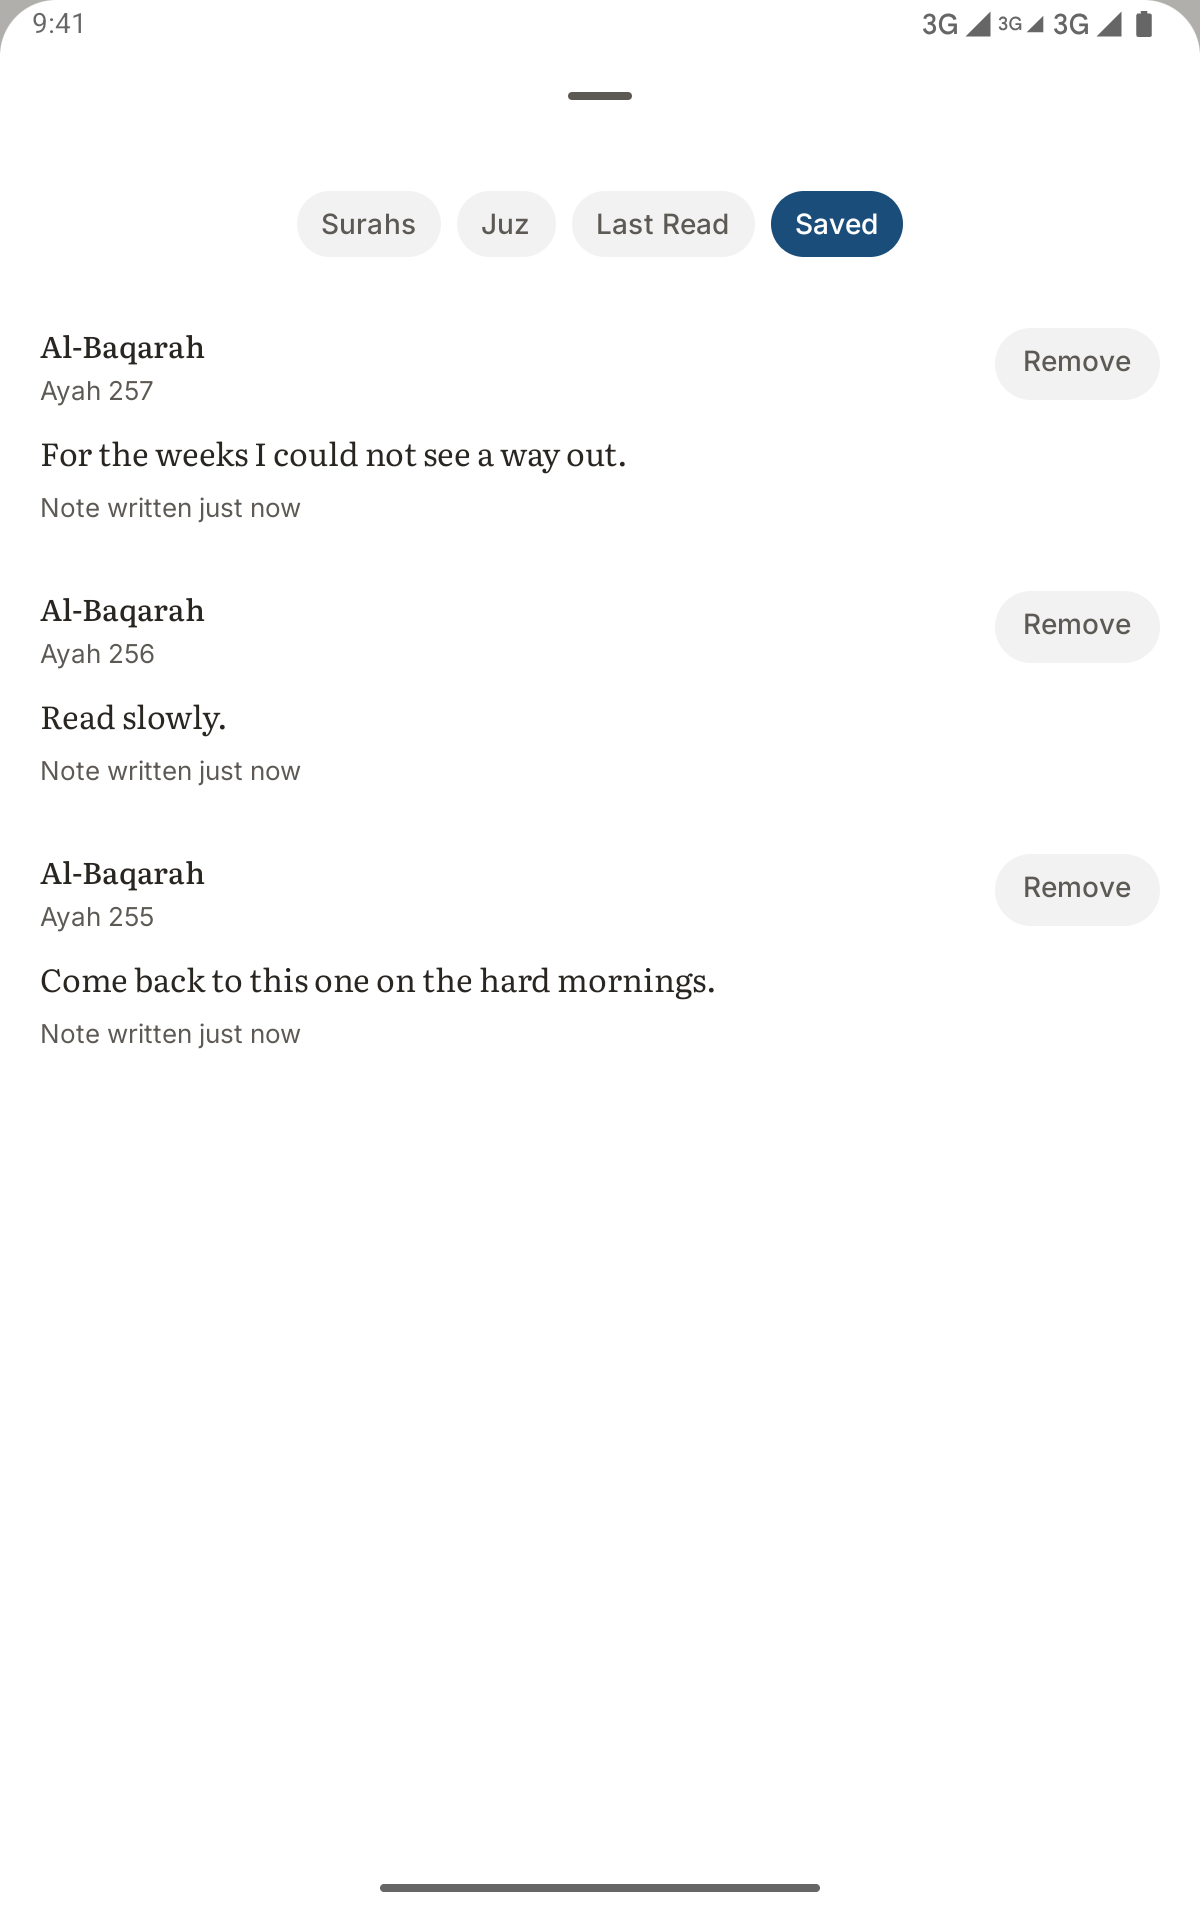 9:41 3G 3G 3G
Surahs Juz Last Read Saved
Al-Baqarah Remove
Ayah 257
For the weeks I could not see a way out.
Note written just now
Al-Baqarah Remove
Ayah 256
Read slowly.
Note written just now
Al-Baqarah Remove
Ayah 255
Come back to this one on the hard mornings.
Note written just now